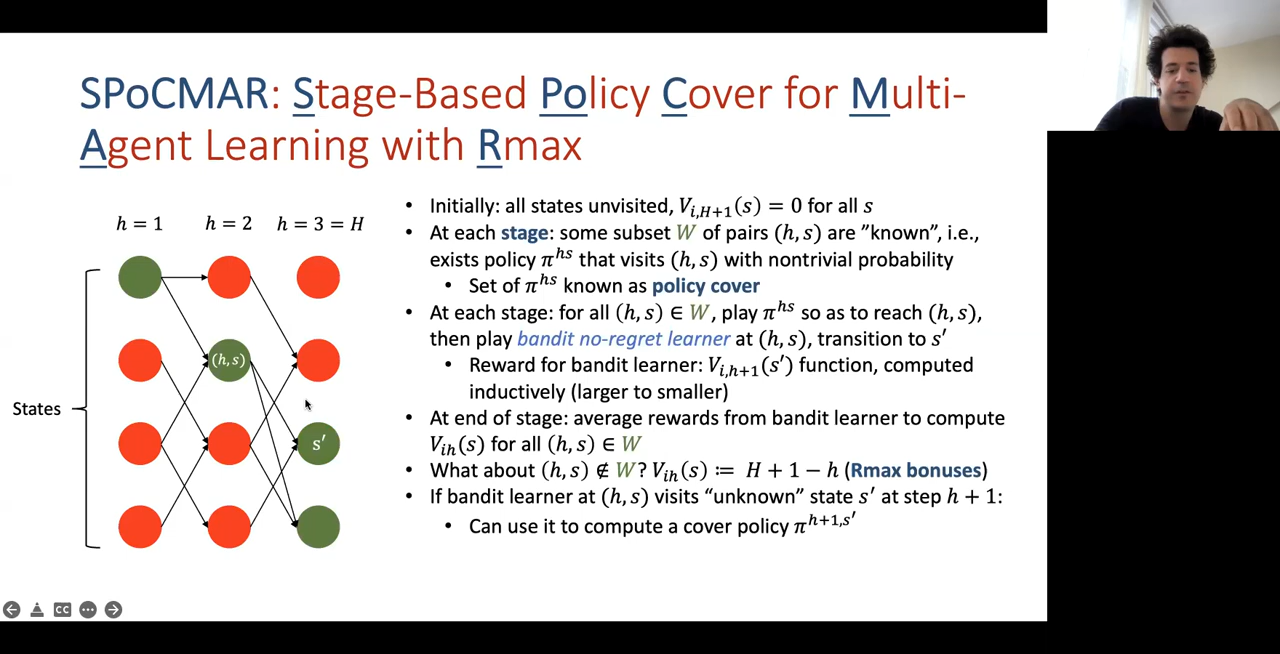 SPoCMAR: Stage-Based Policy Cover for Multi-
Agent Learning with Rmax
h = 1
h = 2
h = 3 = H
States
(h, s)
s′
• Initially: all states unvisited, V_{i,H+1}(s) = 0 for all s
• At each stage: some subset W of pairs (h, s) are ”known”, i.e.,
exists policy π^{hs} that visits (h, s) with nontrivial probability
• Set of π^{hs} known as policy cover
• At each stage: for all (h, s) ∈ W, play π^{hs} so as to reach (h, s),
then play bandit no-regret learner at (h, s), transition to s′
• Reward for bandit learner: V_{i,h+1}(s′) function, computed
inductively (larger to smaller)
• At end of stage: average rewards from bandit learner to compute
V_{ih}(s) for all (h, s) ∈ W
• What about (h, s) ∉ W? V_{ih}(s) ≔ H + 1 − h (Rmax bonuses)
• If bandit learner at (h, s) visits “unknown” state s′ at step h + 1:
• Can use it to compute a cover policy π^{h+1,s′}
CC